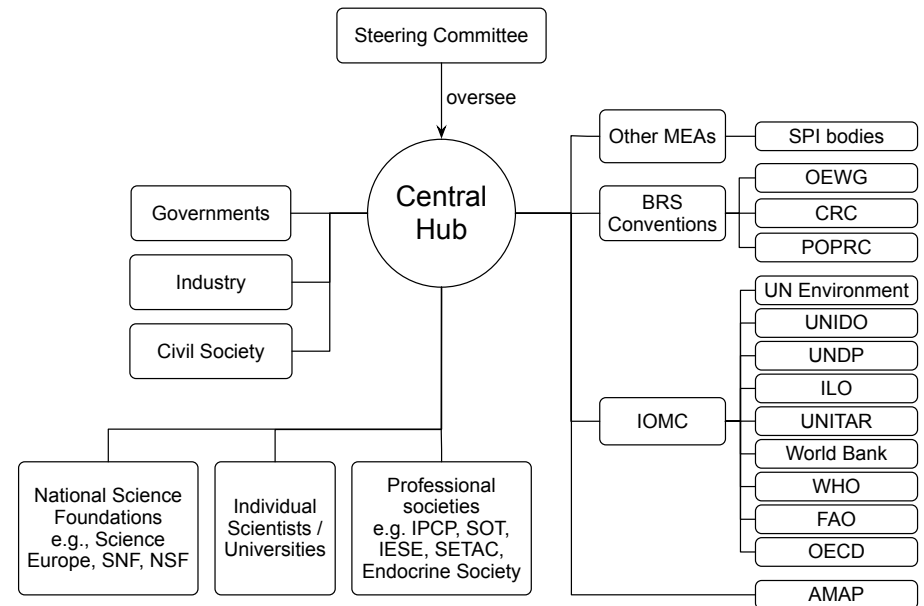 Steering Committee
oversee
Central
Hub
Governments
Industry
Civil Society
National Science
Foundations
e.g., Science
Europe, SNF, NSF
Individual
Scientists /
Universities
Professional
societies
e.g. IPCP, SOT,
IESE, SETAC,
Endocrine Society
Other MEAs
SPI bodies
BRS
Conventions
OEWG
CRC
POPRC
IOMC
UN Environment
UNIDO
UNDP
ILO
UNITAR
World Bank
WHO
FAO
OECD
AMAP